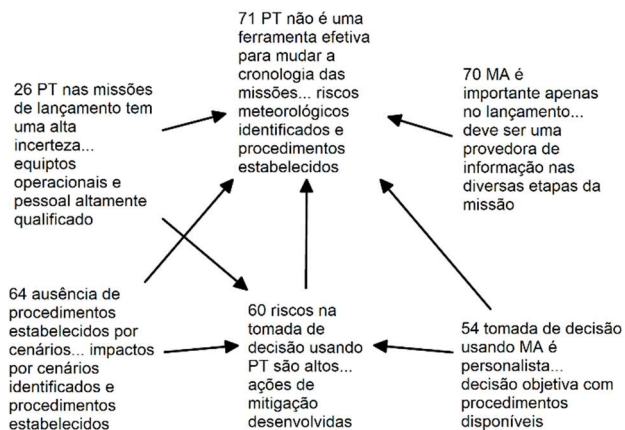 71 PT não é uma
ferramenta efetiva
para mudar a
cronologia das
missões... riscos
meteorológicos
identificados e
procedimentos
estabelecidos
26 PT nas missões
de lançamento tem
uma alta
incerteza...
equiptos
operacionais e
pessoal altamente
qualificado
70 MA é
importante apenas
no lançamento...
deve ser uma
provedora de
informação nas
diversas etapas da
missão
64 ausência de
procedimentos
estabelecidos por
cenários... impactos
por cenários
identificados e
procedimentos
estabelecidos
60 riscos na
tomada de
decisão usando
PT são altos...
ações de
mitigação
desenvolvidas
54 tomada de decisão
usando MA é
personalista...
decisão objetiva com
procedimentos
disponíveis